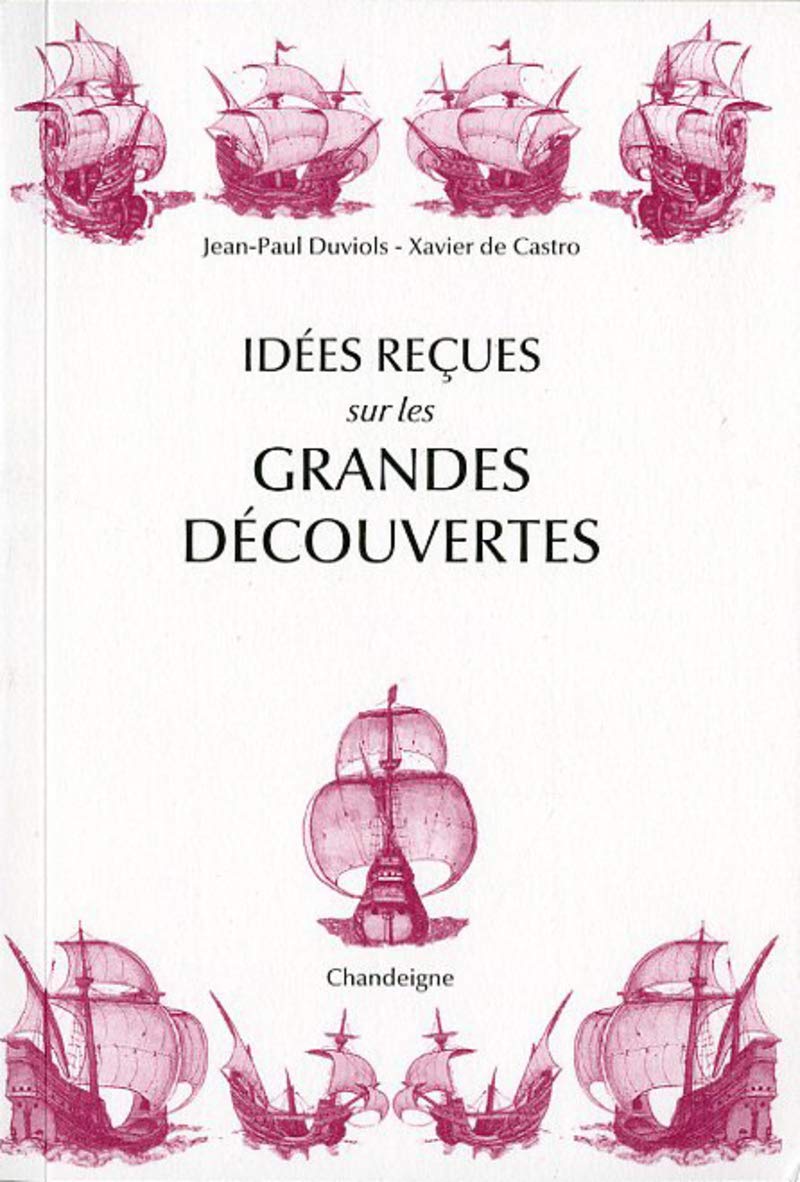 Jean-Paul Duviols - Xavier de Castro
IDÉES REÇUES
sur les
GRANDES
DÉCOUVERTES
Chandeigne